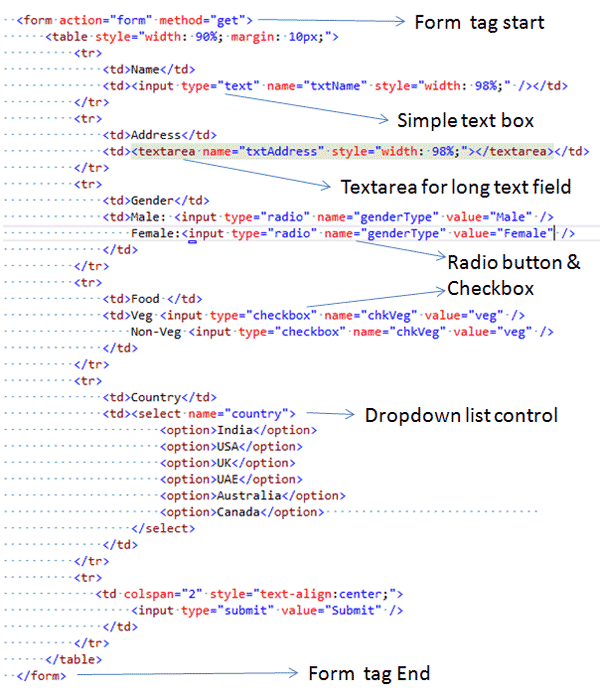 <form action="form" method="get"> Form tag start
<table style="width: 90%; margin: 10px;">
<tr>
<td>Name</td>
<td><input type="text" name="txtName" style="width: 98%;" /></td>
</tr>
Simple text box
<tr>
<td>Address</td>
<td><textarea name="txtAddress" style="width: 98%;"></textarea></td>
</tr>
Textarea for long text field
<tr>
<td>Gender</td>
<td>Male: <input type="radio" name="genderType" value="Male" />
Female:<input type="radio" name="genderType" value="Female" />
</td>
Radio button &
</tr>
Checkbox
<tr>
<td>Food </td>
<td>Veg <input type="checkbox" name="chkVeg" value="veg" />
Non-Veg <input type="checkbox" name="chkVeg" value="veg" />
</td>
</tr>
<tr>
<td>Country</td>
<td><select name="country"> Dropdown list control
<option>India</option>
<option>USA</option>
<option>UK</option>
<option>UAE</option>
<option>Australia</option>
<option>Canada</option>
</select>
</td>
</tr>
<tr>
<td colspan="2" style="text-align:center;">
<input type="submit" value="Submit" />
</td>
</tr>
</table>
</form> Form tag End